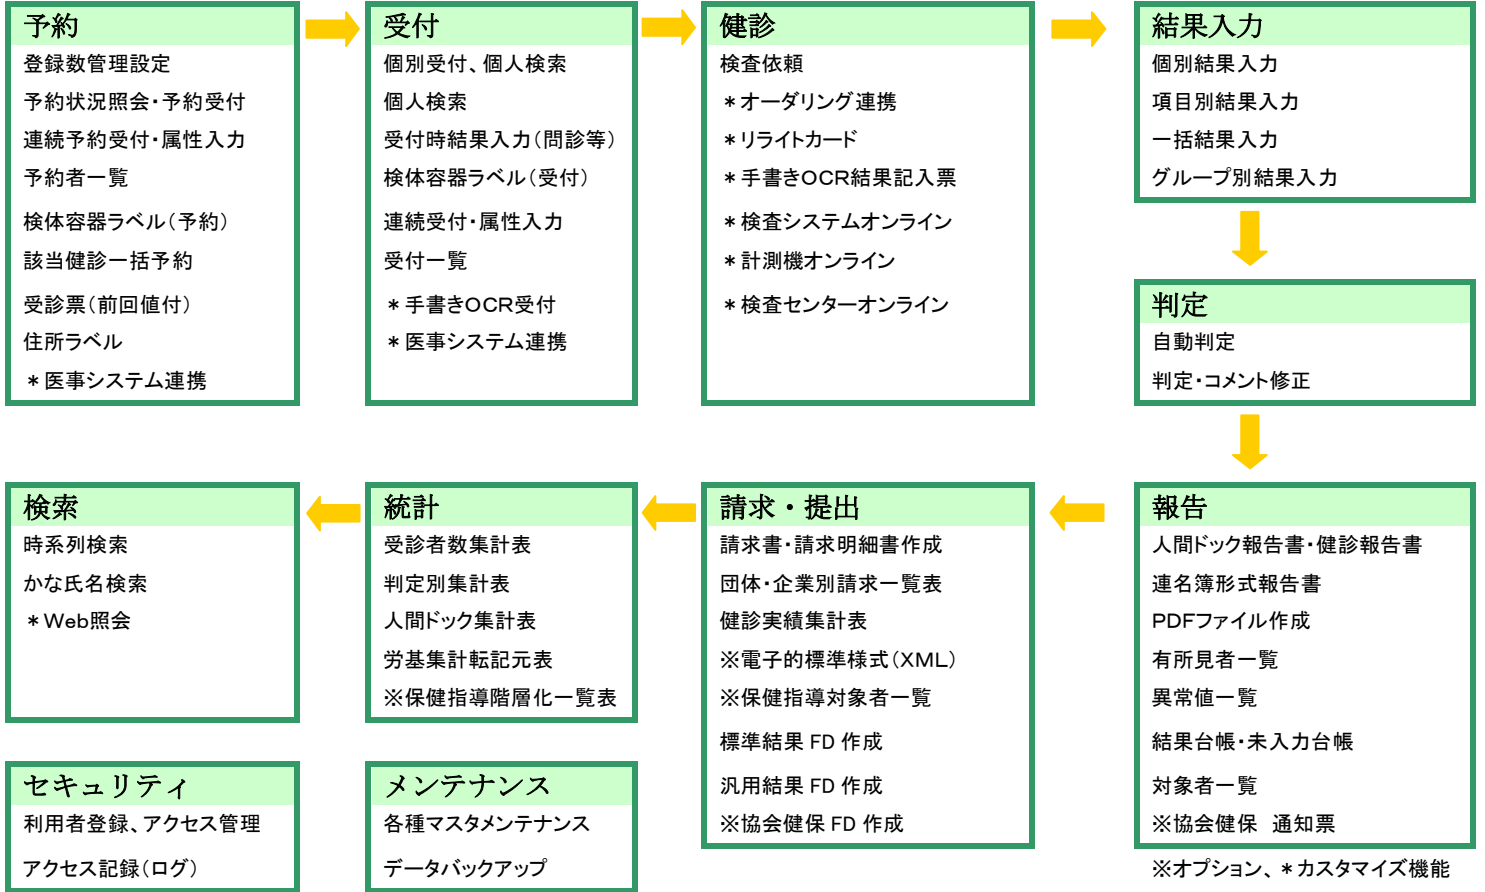 予約
登録数管理設定
予約状況照会・予約受付
連続予約受付・属性入力
予約者一覧
検体容器ラベル（予約）
該当健診一括予約
受診票（前回値付）
住所ラベル
＊医事システム連携
受付
個別受付、個人検索
個人検索
受付時結果入力（問診等）
検体容器ラベル（受付）
連続受付・属性入力
受付一覧
＊手書きOCR受付
＊医事システム連携
健診
検査依頼
＊オーダリング連携
＊リライトカード
＊手書きOCR結果記入票
＊検査システムオンライン
＊計測機オンライン
＊検査センターオンライン
結果入力
個別結果入力
項目別結果入力
一括結果入力
グループ別結果入力
判定
自動判定
判定・コメント修正
報告
人間ドック報告書・健診報告書
連名簿形式報告書
PDFファイル作成
有所見者一覧
異常値一覧
結果台帳・未入力台帳
対象者一覧
※協会健保　通知票
請求・提出
請求書・請求明細書作成
団体・企業別請求一覧表
健診実績集計表
※電子的標準様式（XML）
※保健指導対象者一覧
標準結果 FD 作成
汎用結果 FD 作成
※協会健保 FD 作成
統計
受診者数集計表
判定別集計表
人間ドック集計表
労基集計転記元表
※保健指導階層化一覧表
検索
時系列検索
かな氏名検索
＊Web照会
セキュリティ
利用者登録、アクセス管理
アクセス記録（ログ）
メンテナンス
各種マスタメンテナンス
データバックアップ
※オプション、＊カスタマイズ機能